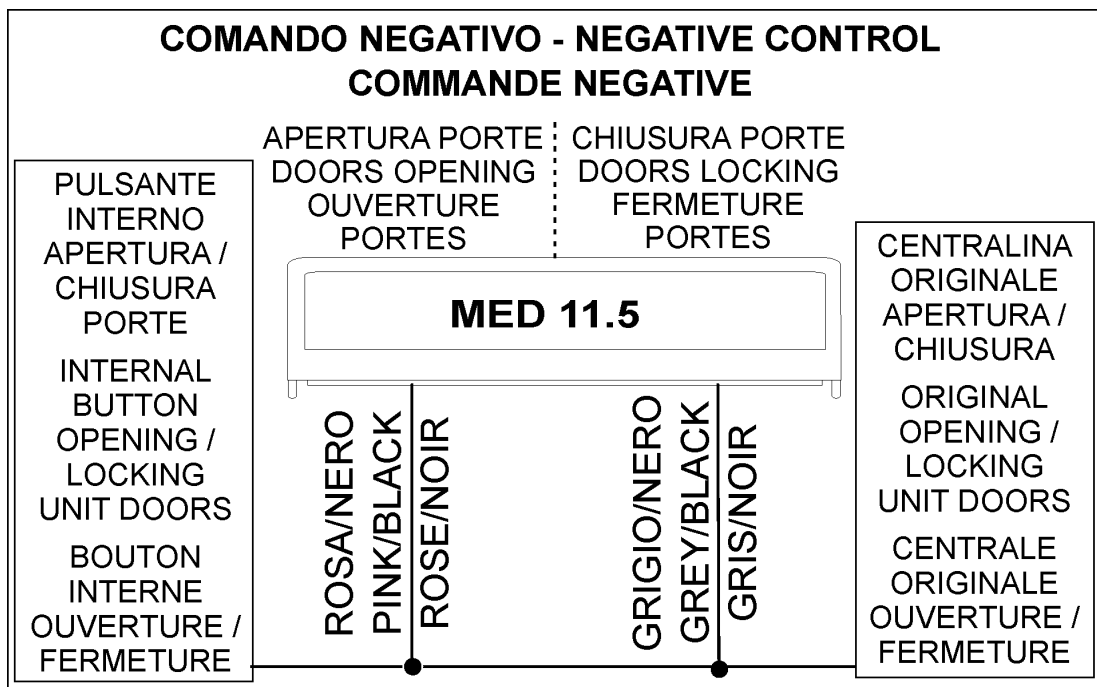 COMANDO NEGATIVO - NEGATIVE CONTROL
COMMANDE NEGATIVE
APERTURA PORTE
DOORS OPENING
OUVERTURE
PORTES
CHIUSURA PORTE
DOORS LOCKING
FERMETURE
PORTES
PULSANTE
INTERNO
APERTURA /
CHIUSURA
PORTE
INTERNAL
BUTTON
OPENING /
LOCKING
UNIT DOORS
BOUTON
INTERNE
OUVERTURE /
FERMETURE
MED 11.5
ROSA/NERO
PINK/BLACK
ROSE/NOIR
GRIGIO/NERO
GREY/BLACK
GRIS/NOIR
CENTRALINA
ORIGINALE
APERTURA /
CHIUSURA
ORIGINAL
OPENING /
LOCKING
UNIT DOORS
CENTRALE
ORIGINALE
OUVERTURE /
FERMETURE